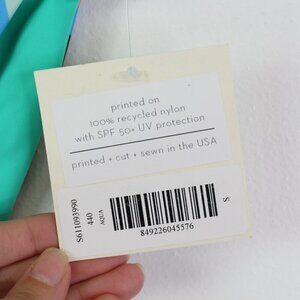 printed on
100% recycled nylon
with SPF 50+ UV protection
printed + cut + sewn in the USA
S6119093990
440
AQUA
849226045576
S